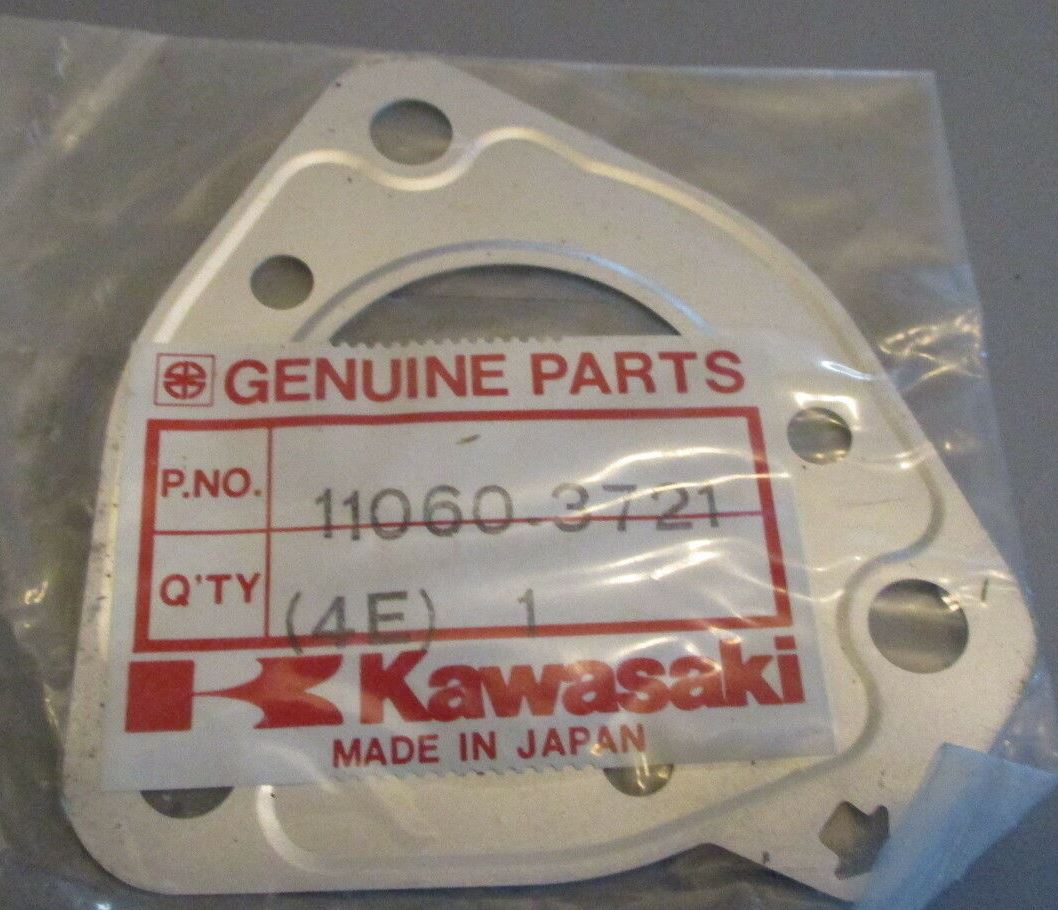 GENUINE PARTS
P.NO. 11060-3721
Q'TY (4E) 1
Kawasaki
MADE IN JAPAN